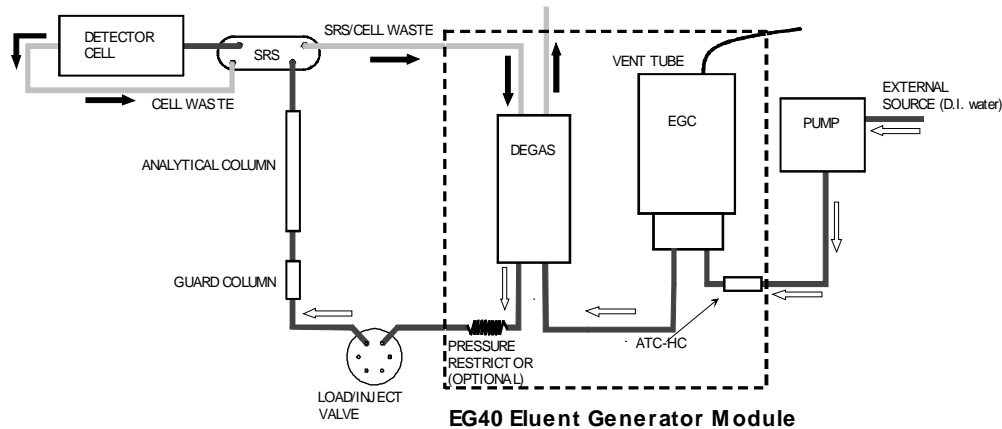 DETECTOR
CELL
SRS
SRS/CELL WASTE
CELL WASTE
VENT TUBE
EXTERNAL
SOURCE (D.I. water)
EGC
PUMP
DEGAS
ANALYTICAL COLUMN
GUARD COLUMN
ATC-HC
PRESSURE
RESTRICTOR
(OPTIONAL)
LOAD/INJECT
VALVE
EG40 Eluent Generator Module